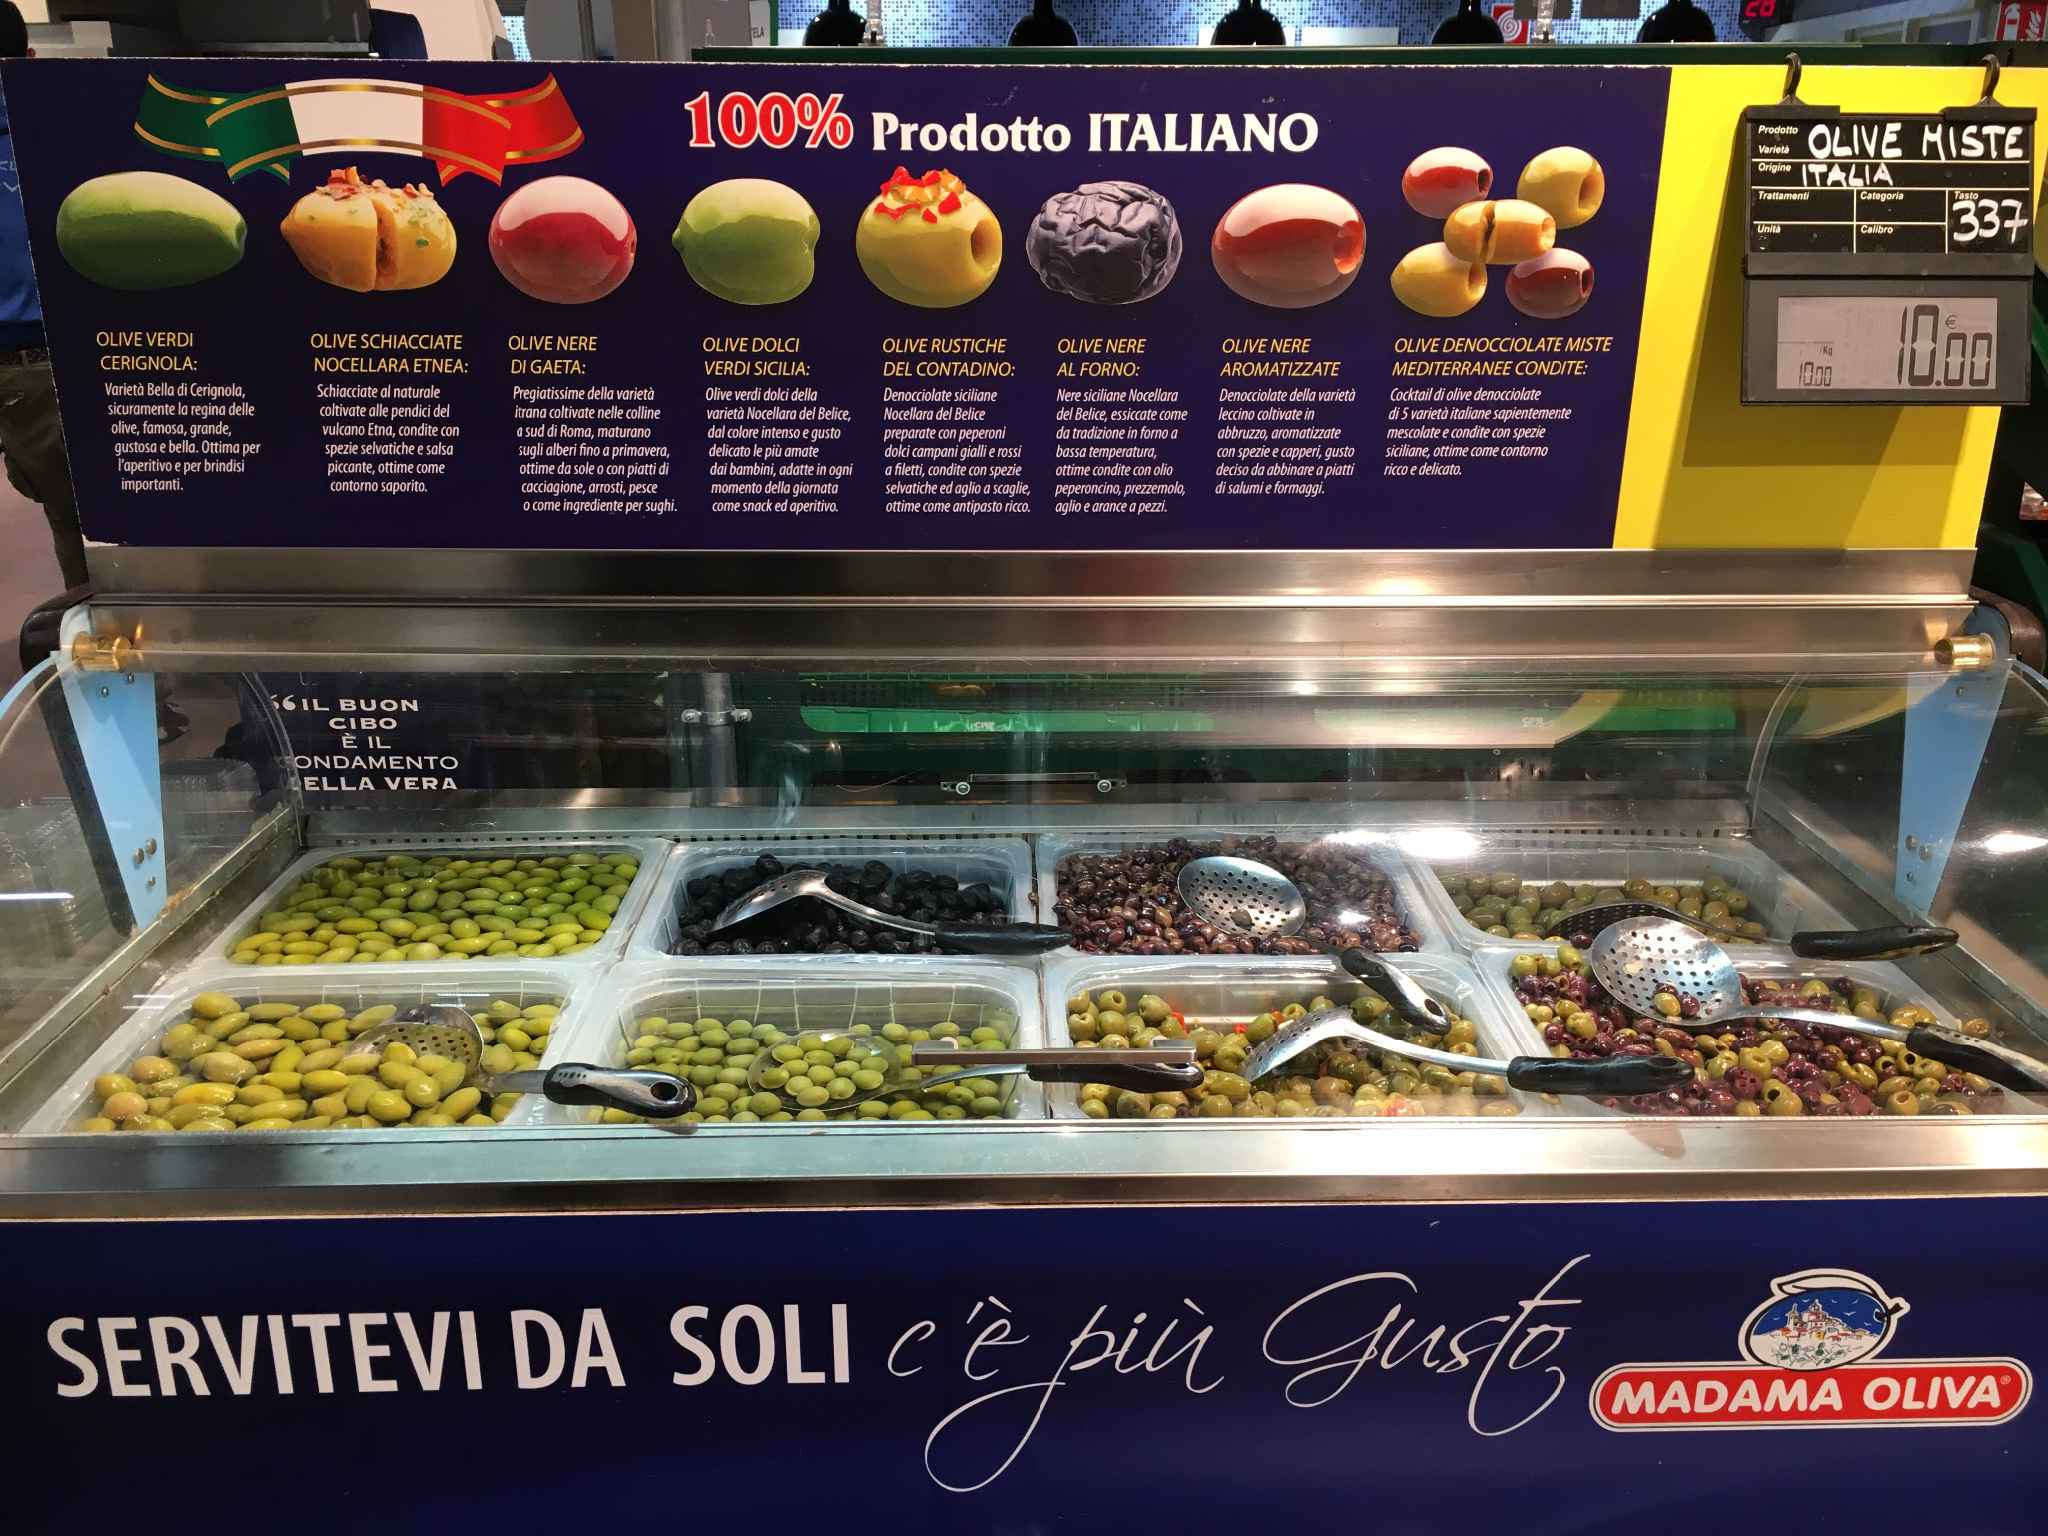 TELA
28
100% Prodotto ITALIANO
OLIVE VERDI
CERIGNOLA:
Varietà Bella di Cerignola,
sicuramente la regina delle
olive, famosa, grande,
gustosa e bella. Ottima per
l'aperitivo e per brindisi
importanti.
OLIVE SCHIACCIATE
NOCELLARA ETNEA:
Schiacciate al naturale
coltivate alle pendici del
vulcano Etna, condite con
spezie selvatiche e salsa
piccante, ottime come
contorno saporito.
OLIVE NERE
DI GAETA:
Pregiatissime della varietà
itrana coltivate nelle colline
a sud di Roma, maturano
sugli alberi fino a primavera,
ottime da sole o con piatti di
cacciagione, arrosti, pesce
o come ingrediente per sughi.
OLIVE DOLCI
VERDI SICILIA:
Olive verdi dolci della
varietà Nocellara del Belice,
dal colore intenso e gusto
delicato le più amate
dai bambini, adatte in ogni
momento della giornata
come snack ed aperitivo.
OLIVE RUSTICHE
DEL CONTADINO:
Denocciolate siciliane
Nocellara del Belice
preparate con peperoni
dolci campani gialli e rossi
a filetti, condite con spezie
selvatiche ed aglio a scaglie,
ottime come antipasto ricco.
OLIVE NERE
AL FORNO:
Nere siciliane Nocellara
del Belice, essiccate come
da tradizione in forno a
bassa temperatura,
ottime condite con olio
peperoncino, prezzemolo,
aglio e arance a pezzi.
OLIVE NERE
AROMATIZZATE
Denocciolate della varietà
leccino coltivate in
abbruzzo, aromatizzate
con spezie e capperi, gusto
deciso da abbinare a piatti
di salumi e formaggi.
OLIVE DENOCCIOLATE MISTE
MEDITERRANEE CONDITE:
Cocktail di olive denocciolate
di 5 varietà italiane sapientemente
mescolate e condite con spezie
siciliane, ottime come contorno
ricco e delicato.
Prodotto
Varietà OLIVE MISTE
Origine ITALIA
Trattamenti Categoria Tasto
337
Unità Calibro
/Kg
10.00
€
10.00
“IL BUON
CIBO
È IL
ONDAMENTO
ELLA VERA
SERVITEVI DA SOLI c'è più Gusto
MADAMA OLIVA®